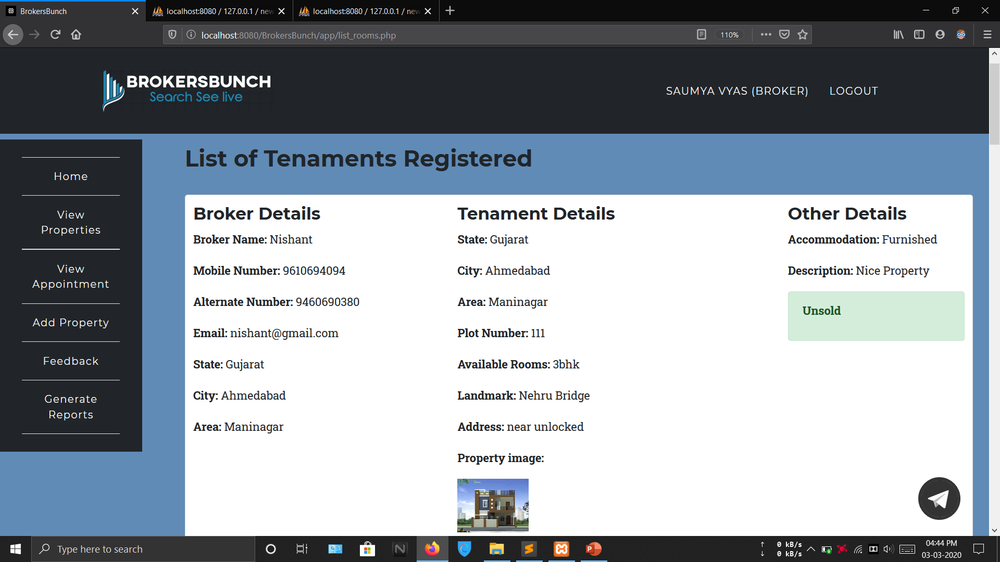 BrokersBunch
localhost:8080 / 127.0.0.1 / new
localhost:8080 / 127.0.0.1 / new
localhost:8080/BrokersBunch/app/list_rooms.php
110%
BROKERSBUNCH
Search See live
SAUMYA VYAS (BROKER)
LOGOUT
Home
View
Properties
View
Appointment
Add Property
Feedback
Generate
Reports
List of Tenaments Registered
Broker Details
Broker Name: Nishant
Mobile Number: 9610694094
Alternate Number: 9460690380
Email: nishant@gmail.com
State: Gujarat
City: Ahmedabad
Area: Maninagar
Tenament Details
State: Gujarat
City: Ahmedabad
Area: Maninagar
Plot Number: 111
Available Rooms: 3bhk
Landmark: Nehru Bridge
Address: near unlocked
Property image:
Other Details
Accommodation: Furnished
Description: Nice Property
Unsold
Type here to search
0 kB/s
0 kB/s
04:44 PM
03-03-2020